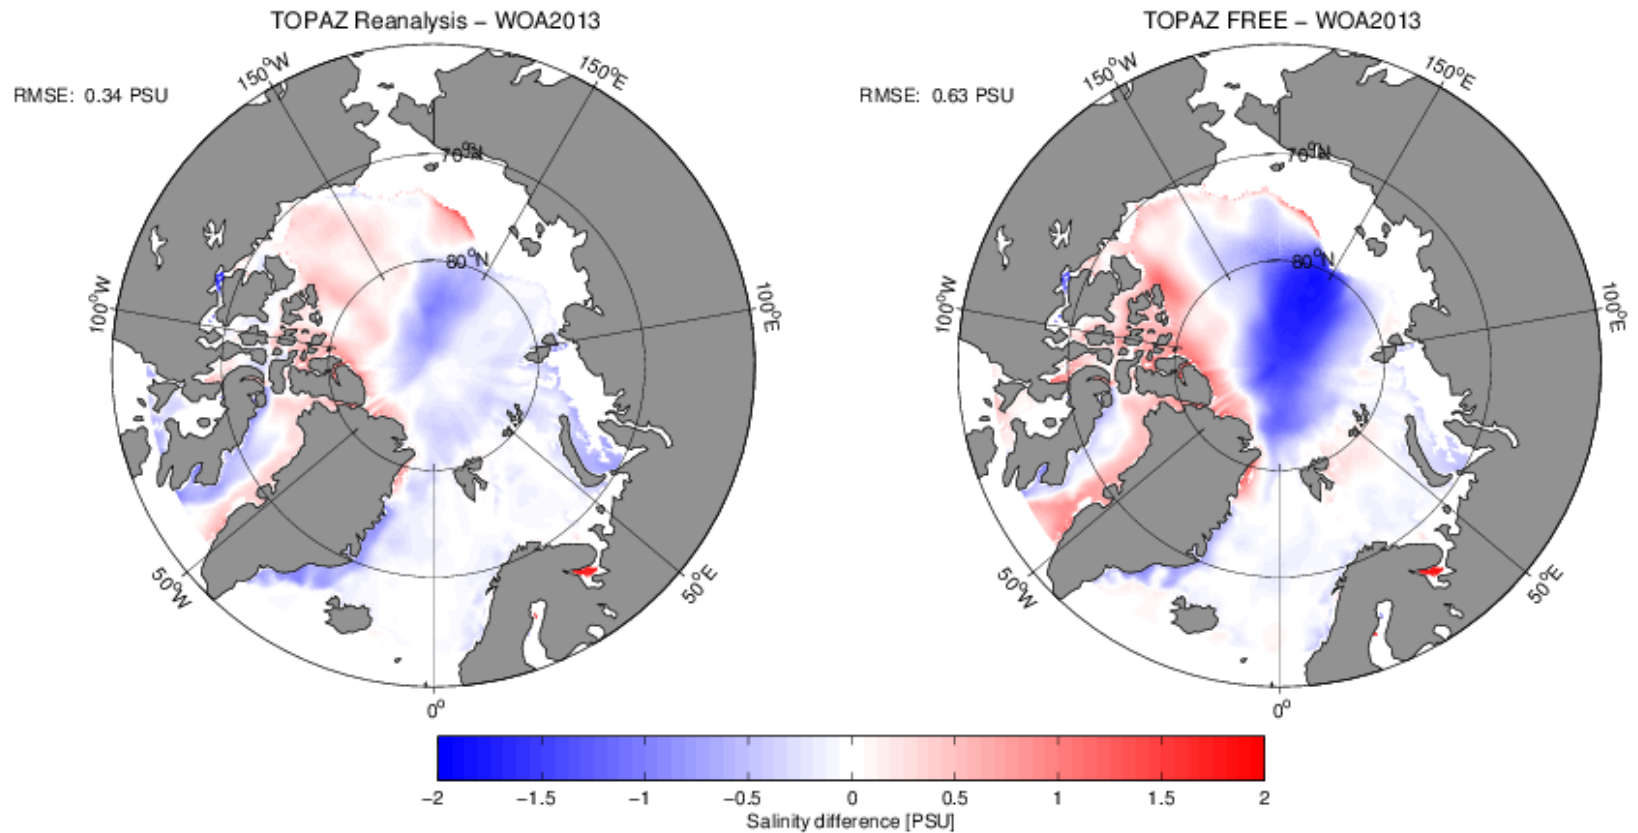 TOPAZ Reanalysis − WOA2013
TOPAZ FREE − WOA2013
RMSE: 0.34 PSU
RMSE: 0.63 PSU
150°W
150°E
150°W
150°E
70°N
70°N
80°N
80°N
100°W
100°E
100°W
100°E
50°W
50°E
50°W
50°E
0°
0°
−2 −1.5 −1 −0.5 0 0.5 1 1.5 2
Salinity difference [PSU]